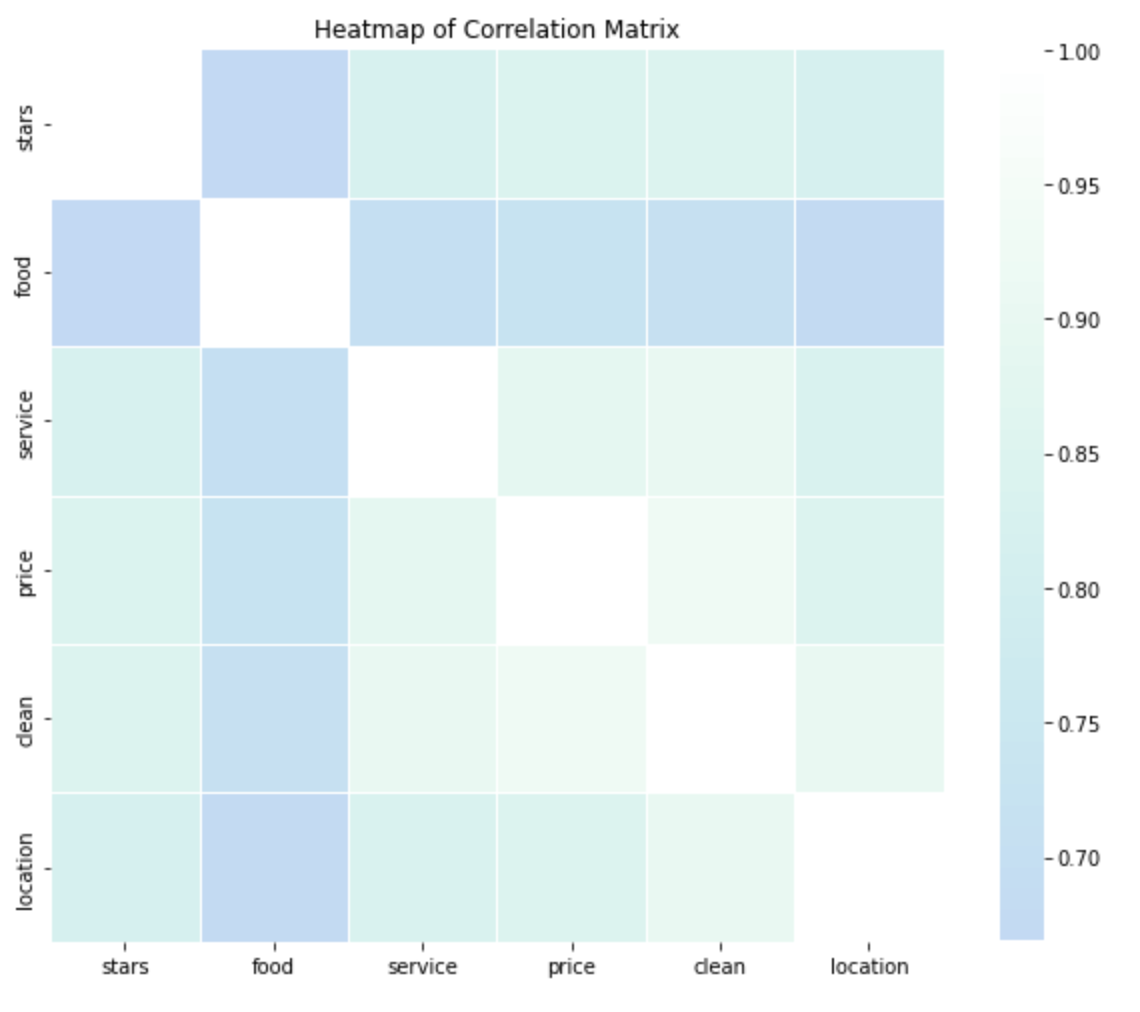 Heatmap of Correlation Matrix
stars
food
service
price
clean
location
stars
food
service
price
clean
location
1.00
0.95
0.90
0.85
0.80
0.75
0.70